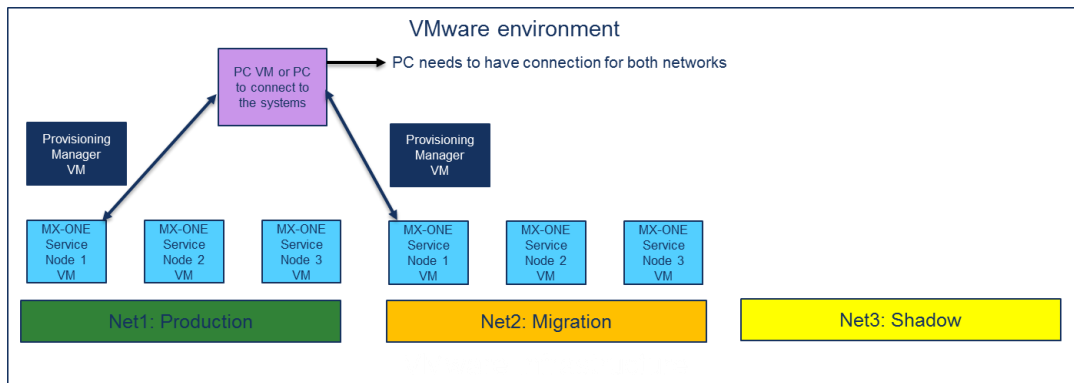 VMware environment
PC VM or PC
to connect to
the systems
PC needs to have connection for both networks
Provisioning
Manager
VM
Provisioning
Manager
VM
MX-ONE
Service
Node 1
VM
MX-ONE
Service
Node 2
VM
MX-ONE
Service
Node 3
VM
MX-ONE
Service
Node 1
VM
MX-ONE
Service
Node 2
VM
MX-ONE
Service
Node 3
VM
Net1: Production
Net2: Migration
Net3: Shadow